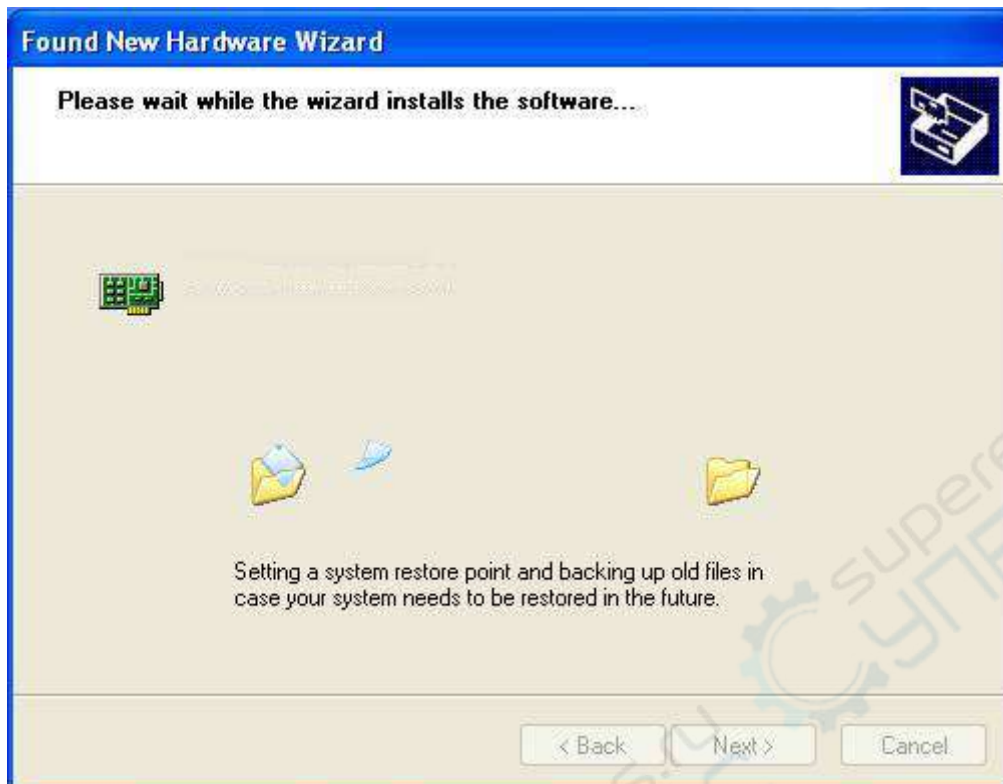 Found New Hardware Wizard
Please wait while the wizard installs the software...
Setting a system restore point and backing up old files in
case your system needs to be restored in the future.
< Back
Next >
Cancel